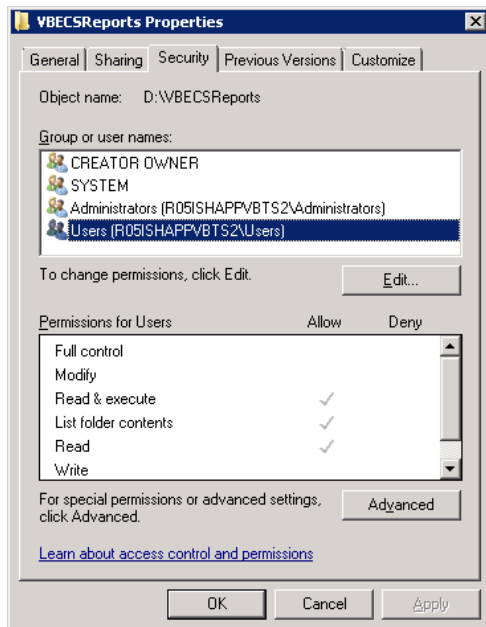 VBECSReports Properties
General Sharing Security Previous Versions Customize
Object name: D:\VBECSReports
Group or user names:
CREATOR OWNER
SYSTEM
Administrators (R05ISHAPPVBTS2\Administrators)
Users (R05ISHAPPVBTS2\Users)
To change permissions, click Edit.
Edit...
Permissions for Users Allow Deny
Full control
Modify
Read & execute
List folder contents
Read
Write
For special permissions or advanced settings,
click Advanced.
Advanced
Learn about access control and permissions
OK Cancel Apply